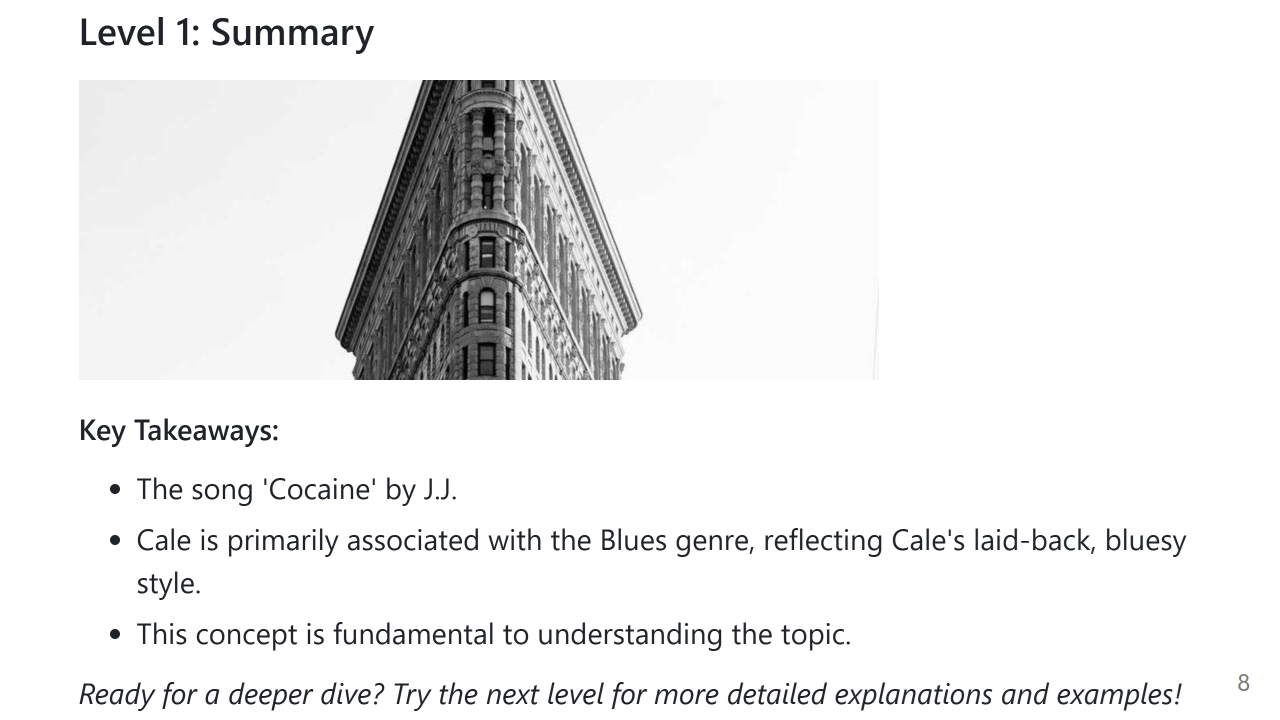 Level 1: Summary
Key Takeaways:
The song 'Cocaine' by J.J.
Cale is primarily associated with the Blues genre, reflecting Cale's laid-back, bluesy
style.
This concept is fundamental to understanding the topic.
Ready for a deeper dive? Try the next level for more detailed explanations and examples!
8